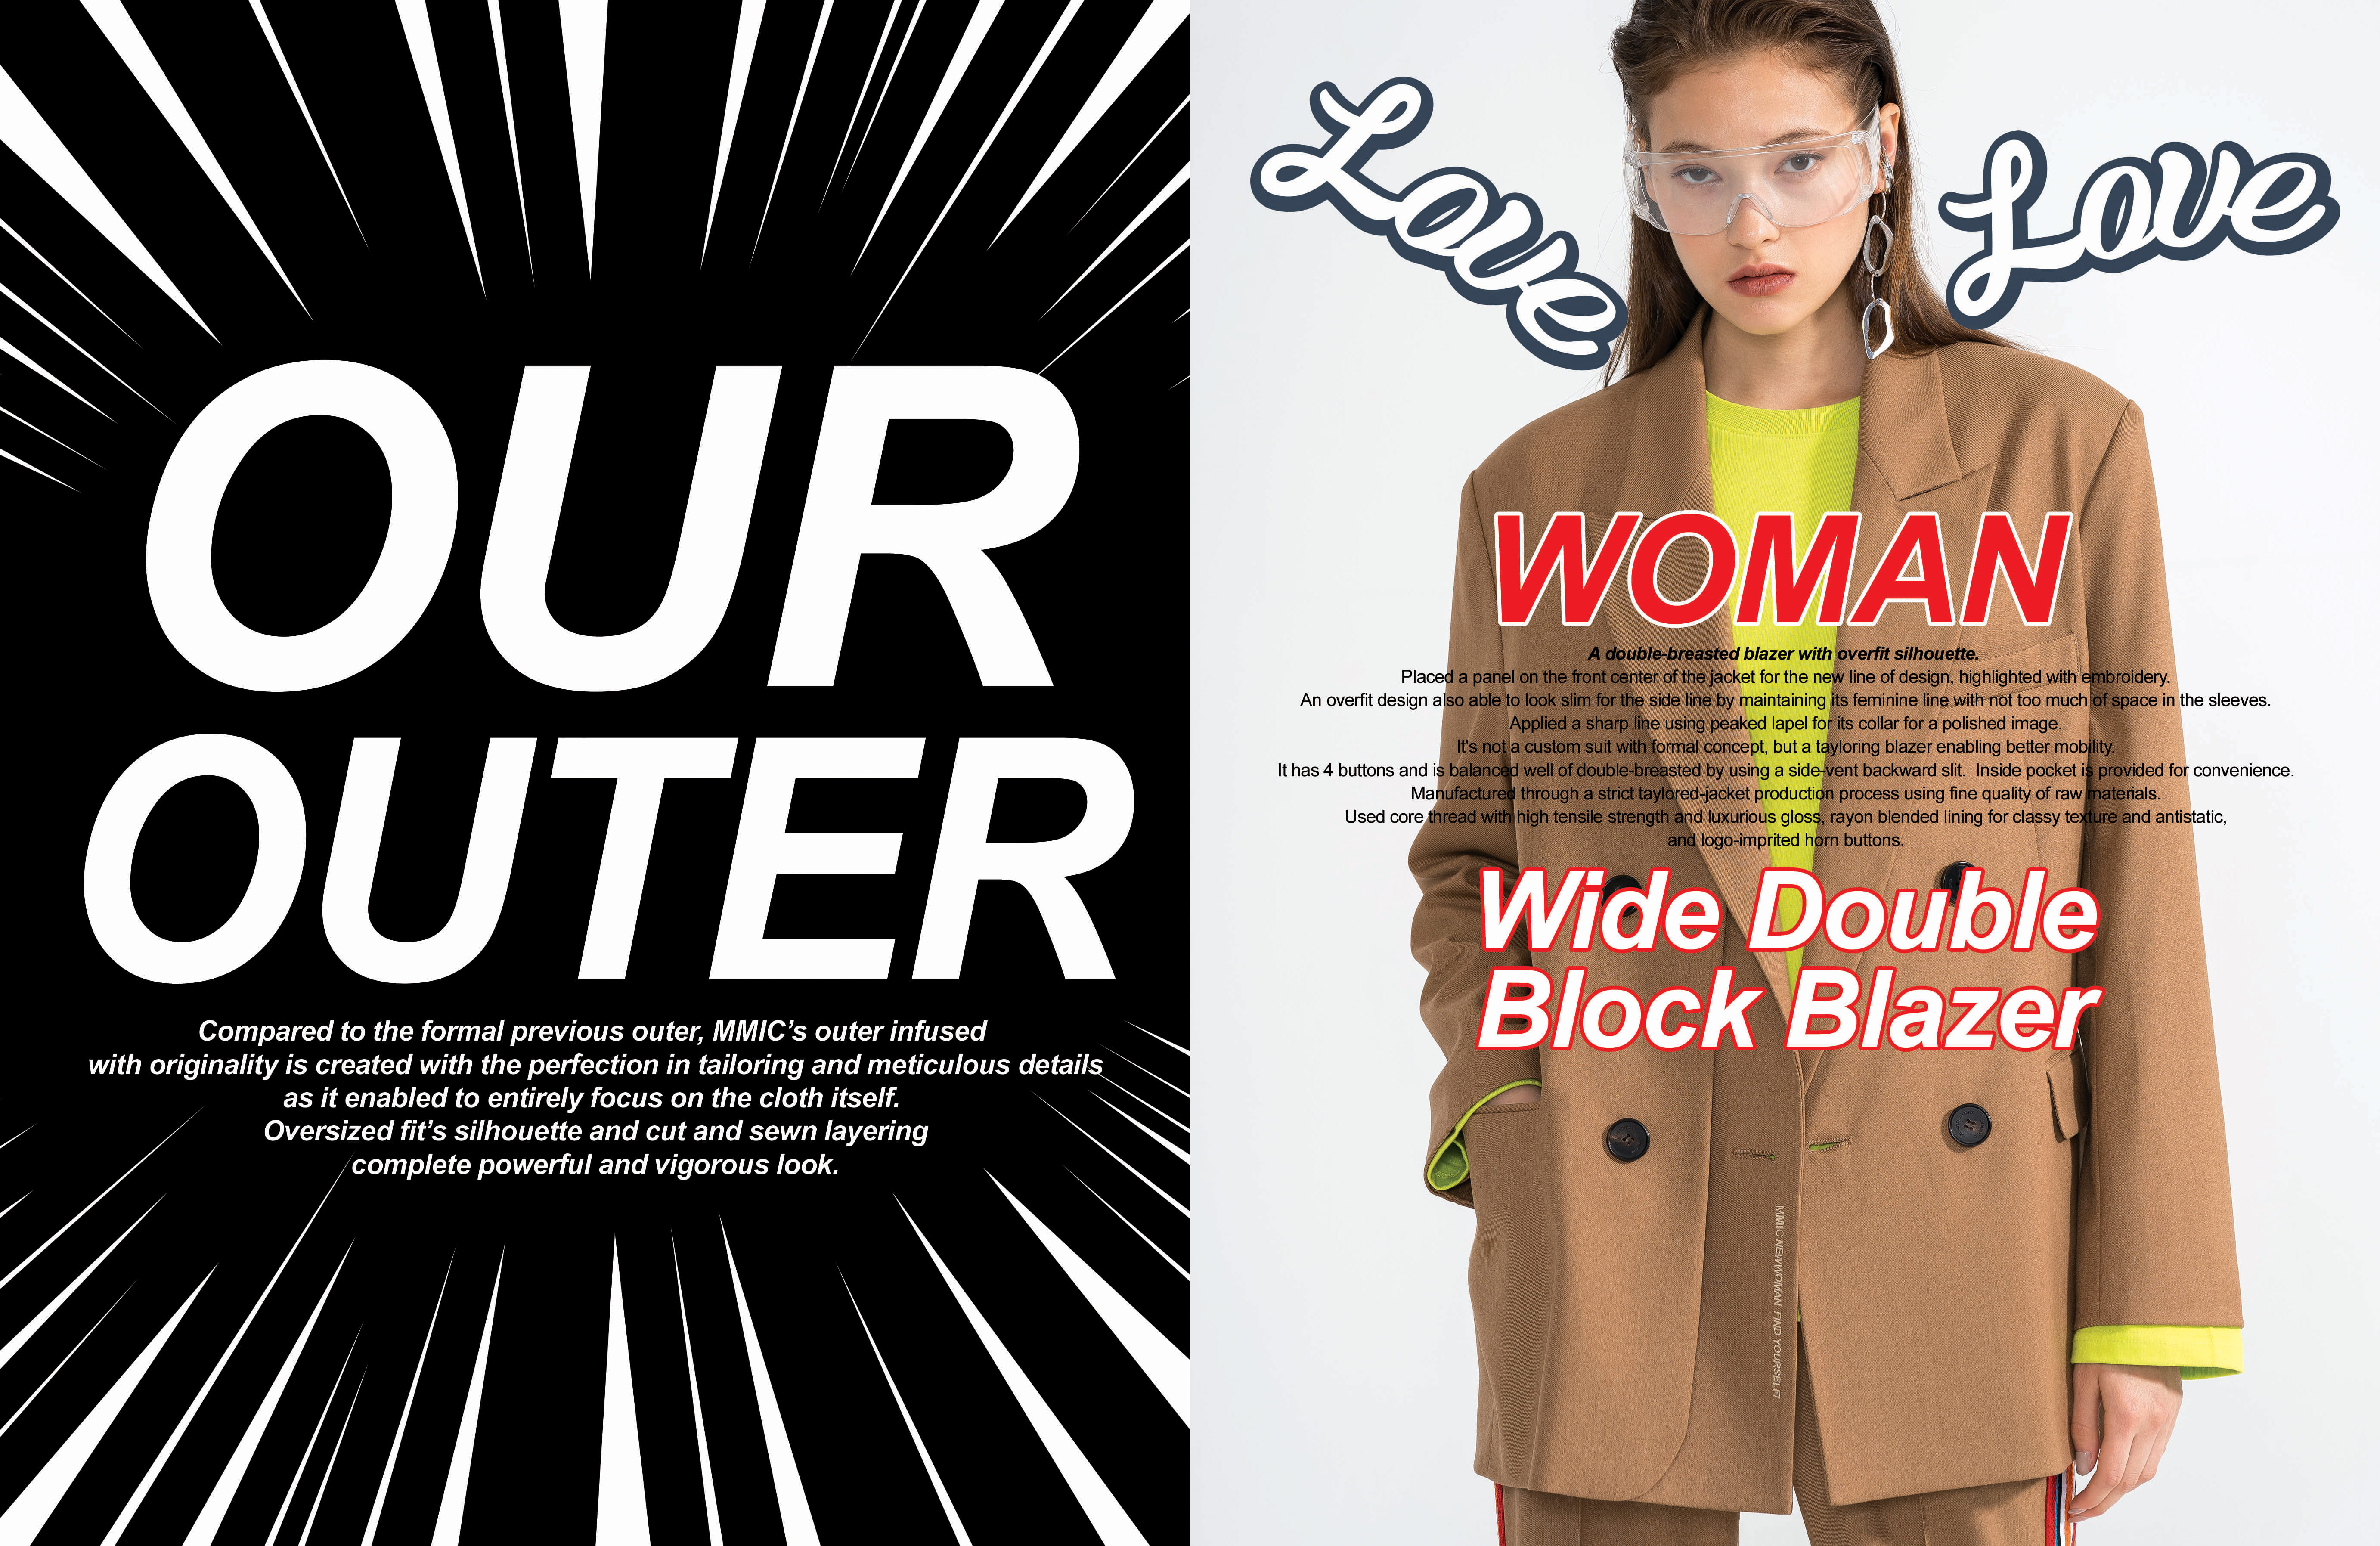 OUR
OUTER
Compared to the formal previous outer, MMIC’s outer infused
with originality is created with the perfection in tailoring and meticulous details
as it enabled to entirely focus on the cloth itself.
Oversized fit’s silhouette and cut and sewn layering
complete powerful and vigorous look.
Love
Love
WOMAN
A double-breasted blazer with overfit silhouette.
Placed a panel on the front center of the jacket for the new line of design, highlighted with embroidery.
An overfit design also able to look slim for the side line by maintaining its feminine line with not too much of space in the sleeves.
Applied a sharp line using peaked lapel for its collar for a polished image.
It's not a custom suit with formal concept, but a tayloring blazer enabling better mobility.
It has 4 buttons and is balanced well of double-breasted by using a side-vent backward slit. Inside pocket is provided for convenience.
Manufactured through a strict taylored-jacket production process using fine quality of raw materials.
Used core thread with high tensile strength and luxurious gloss, rayon blended lining for classy texture and antistatic,
and logo-imprited horn buttons.
Wide Double
Block Blazer
MMIC NEWWOMAN FIND YOURSELF!